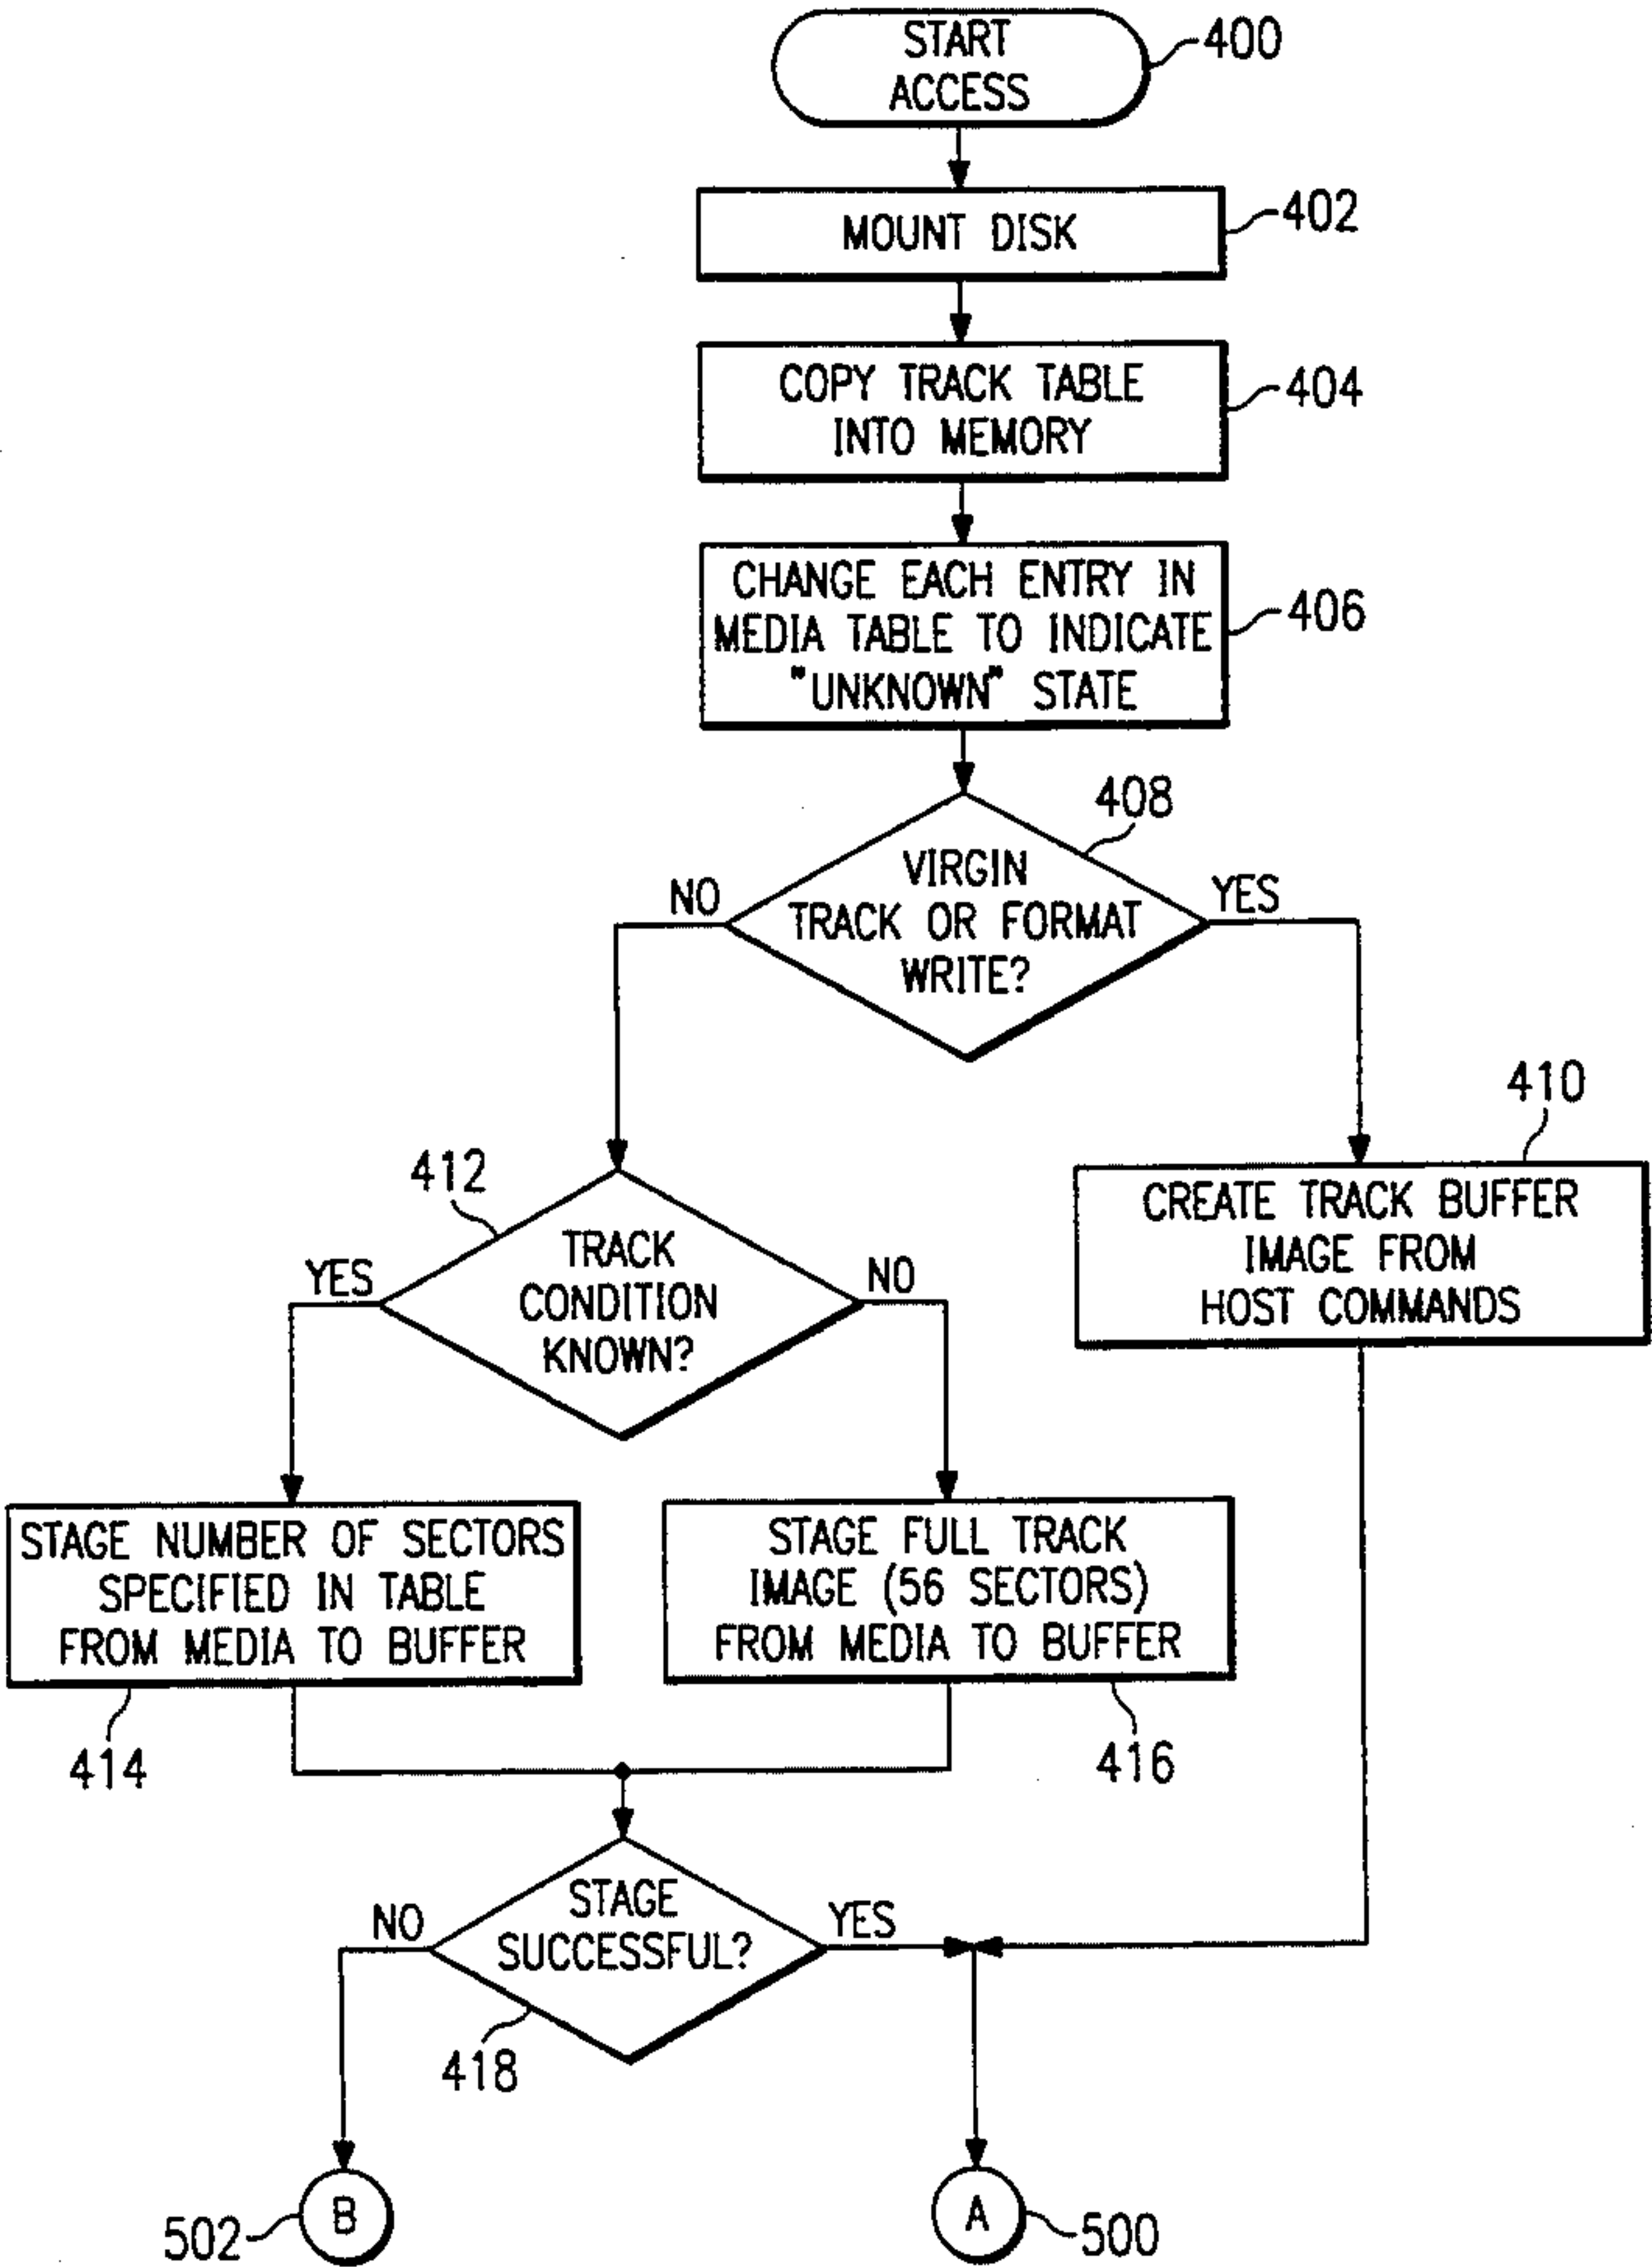 START
ACCESS
400
MOUNT DISK
402
COPY TRACK TABLE
INTO MEMORY
404
CHANGE EACH ENTRY IN
MEDIA TABLE TO INDICATE
"UNKNOWN" STATE
406
408
VIRGIN
TRACK OR FORMAT
WRITE?
NO
YES
410
CREATE TRACK BUFFER
IMAGE FROM
HOST COMMANDS
412
TRACK
CONDITION
KNOWN?
YES
NO
STAGE NUMBER OF SECTORS
SPECIFIED IN TABLE
FROM MEDIA TO BUFFER
414
STAGE FULL TRACK
IMAGE (56 SECTORS)
FROM MEDIA TO BUFFER
416
STAGE
SUCCESSFUL?
NO
YES
418
B
502
A
500